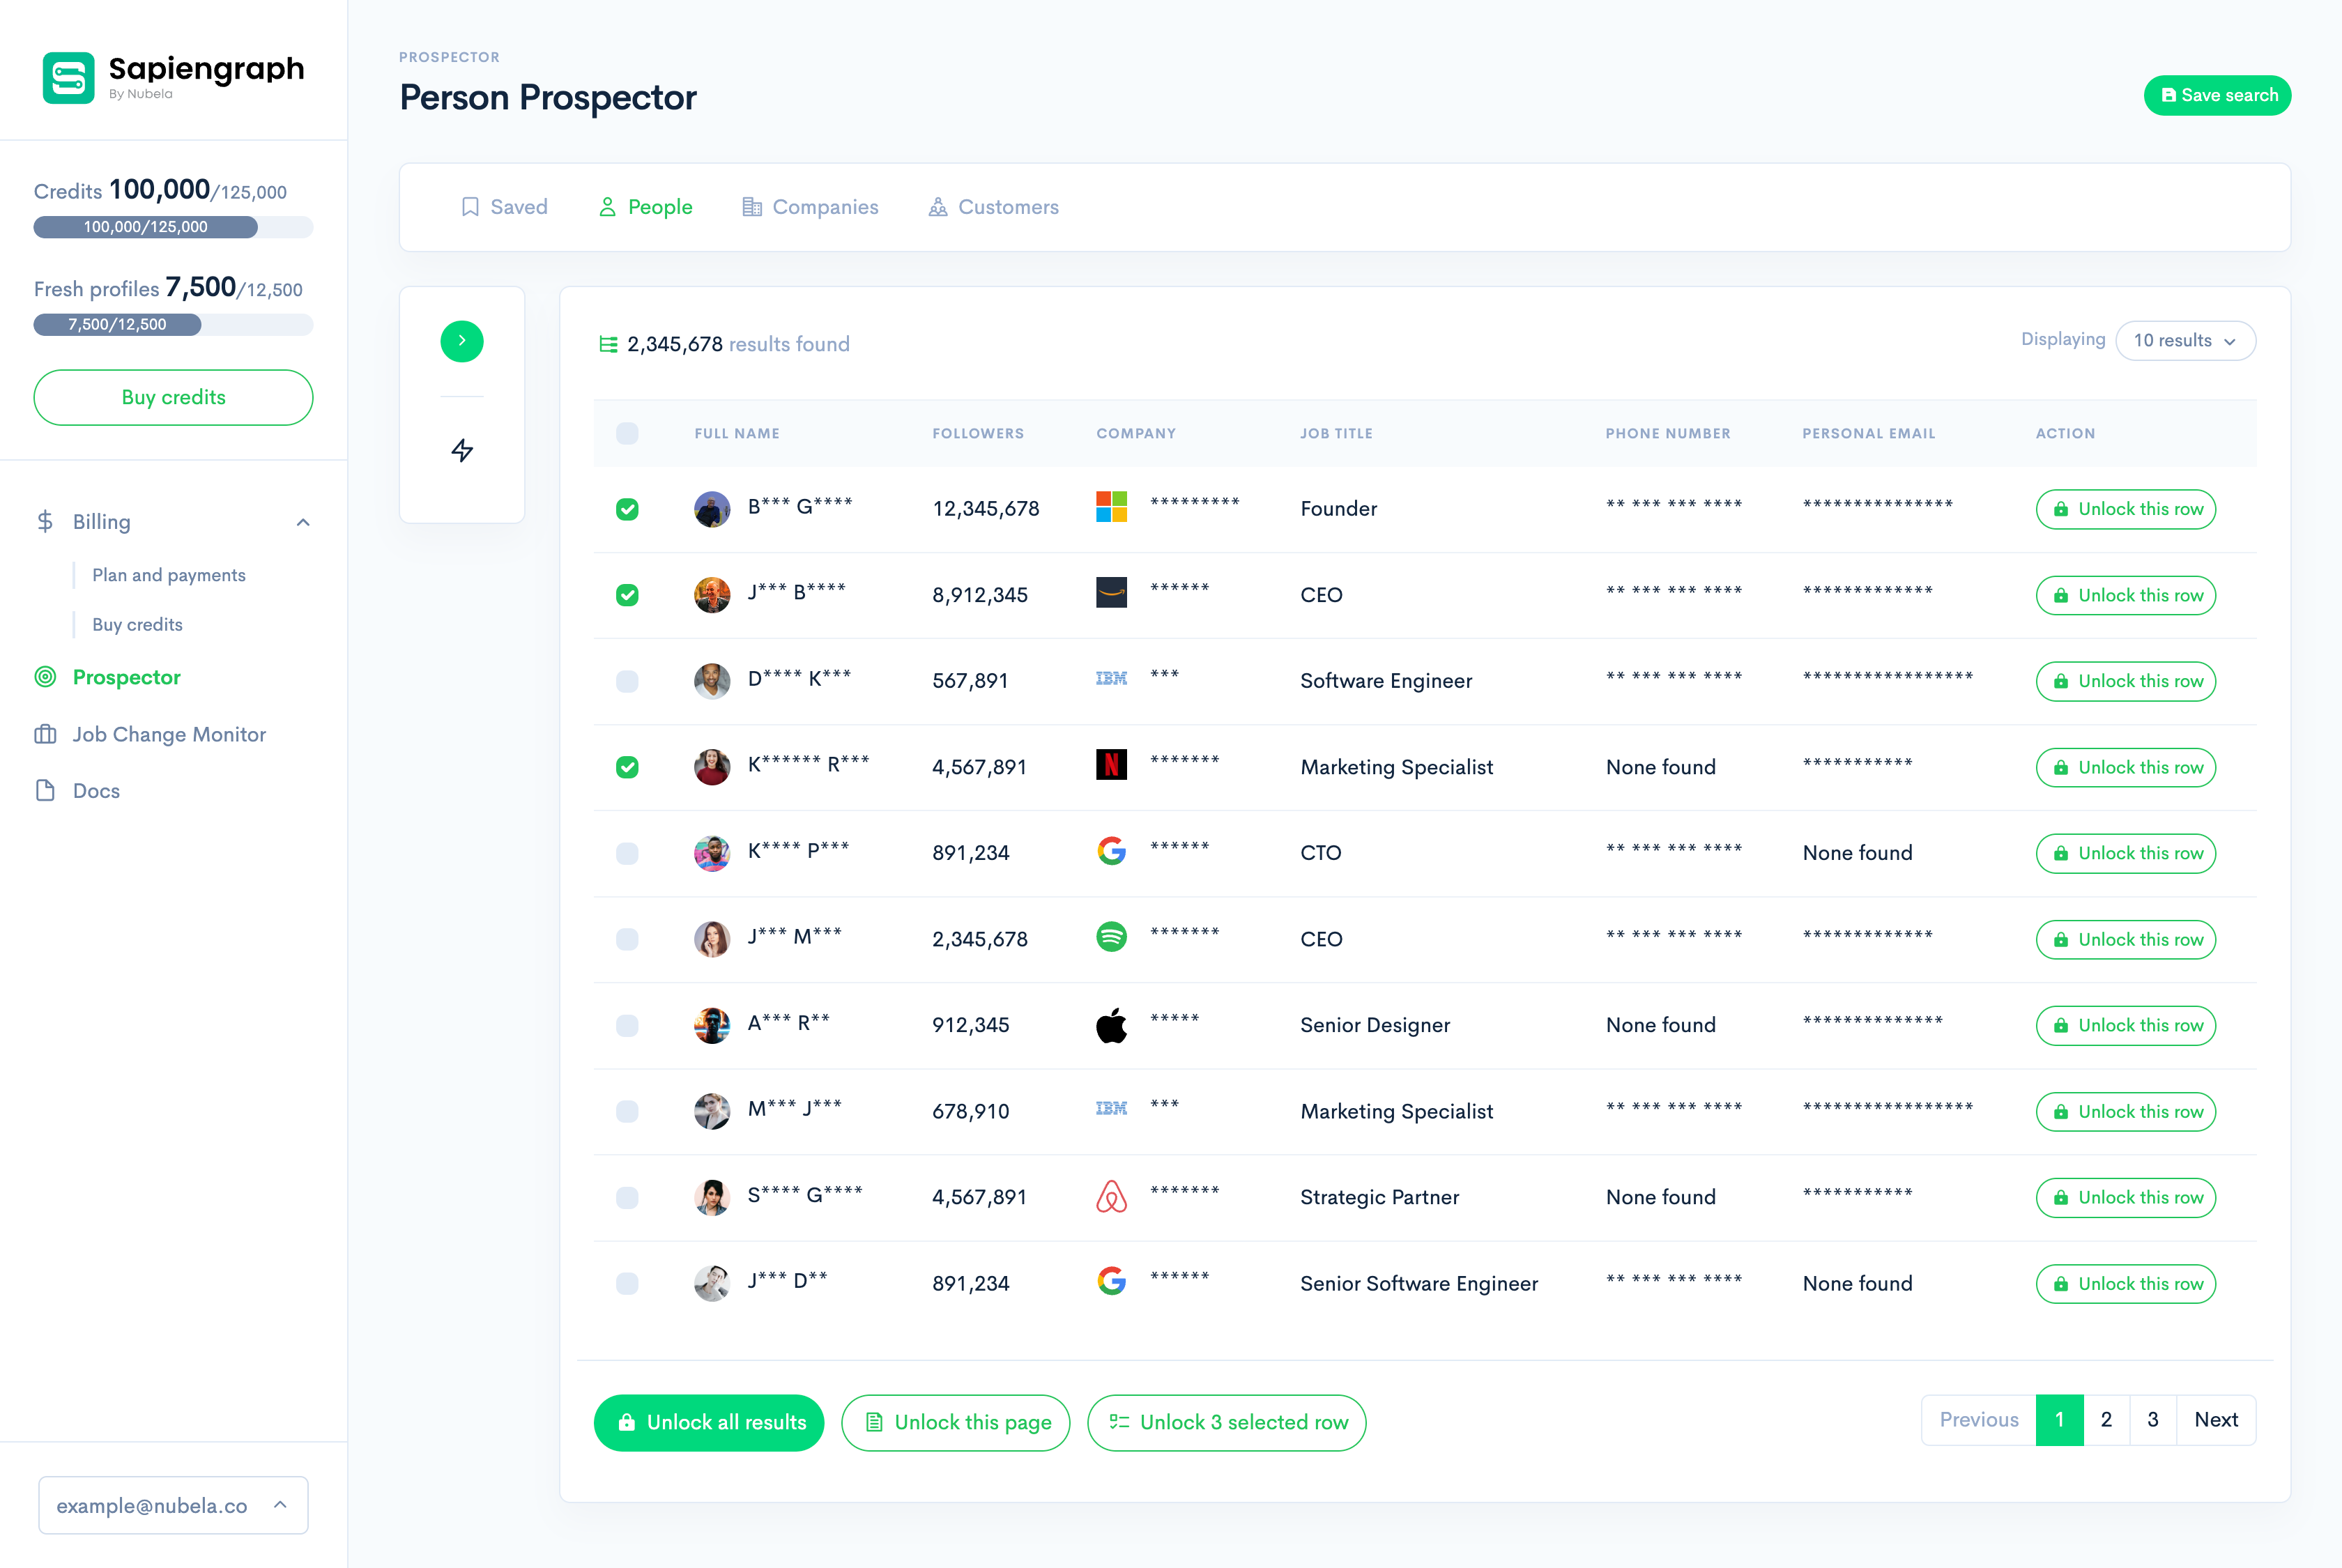 Sapiengraph
By Nubela
Credits 100,000/125,000
100,000/125,000
Fresh profiles 7,500/12,500
7,500/12,500
Buy credits
Billing
Plan and payments
Buy credits
Prospector
Job Change Monitor
Docs
example@nubela.co
PROSPECTOR
Person Prospector
Save search
Saved People Companies Customers
2,345,678 results found
Displaying 10 results
FULL NAME FOLLOWERS COMPANY JOB TITLE PHONE NUMBER PERSONAL EMAIL ACTION
B*** G**** 12,345,678 ********* Founder ** *** *** **** *************** Unlock this row
J*** B**** 8,912,345 ****** CEO ** *** *** **** ************* Unlock this row
D**** K*** 567,891 IBM *** Software Engineer ** *** *** **** ***************** Unlock this row
K****** R*** 4,567,891 N ******* Marketing Specialist None found *********** Unlock this row
K**** P*** 891,234 G ****** CTO ** *** *** **** None found Unlock this row
J*** M*** 2,345,678 ******* CEO ** *** *** **** ************* Unlock this row
A*** R** 912,345 ***** Senior Designer None found ************** Unlock this row
M*** J*** 678,910 IBM *** Marketing Specialist ** *** *** **** ***************** Unlock this row
S**** G**** 4,567,891 ******* Strategic Partner None found *********** Unlock this row
J*** D** 891,234 G ****** Senior Software Engineer ** *** *** **** None found Unlock this row
Unlock all results Unlock this page Unlock 3 selected row
Previous 1 2 3 Next